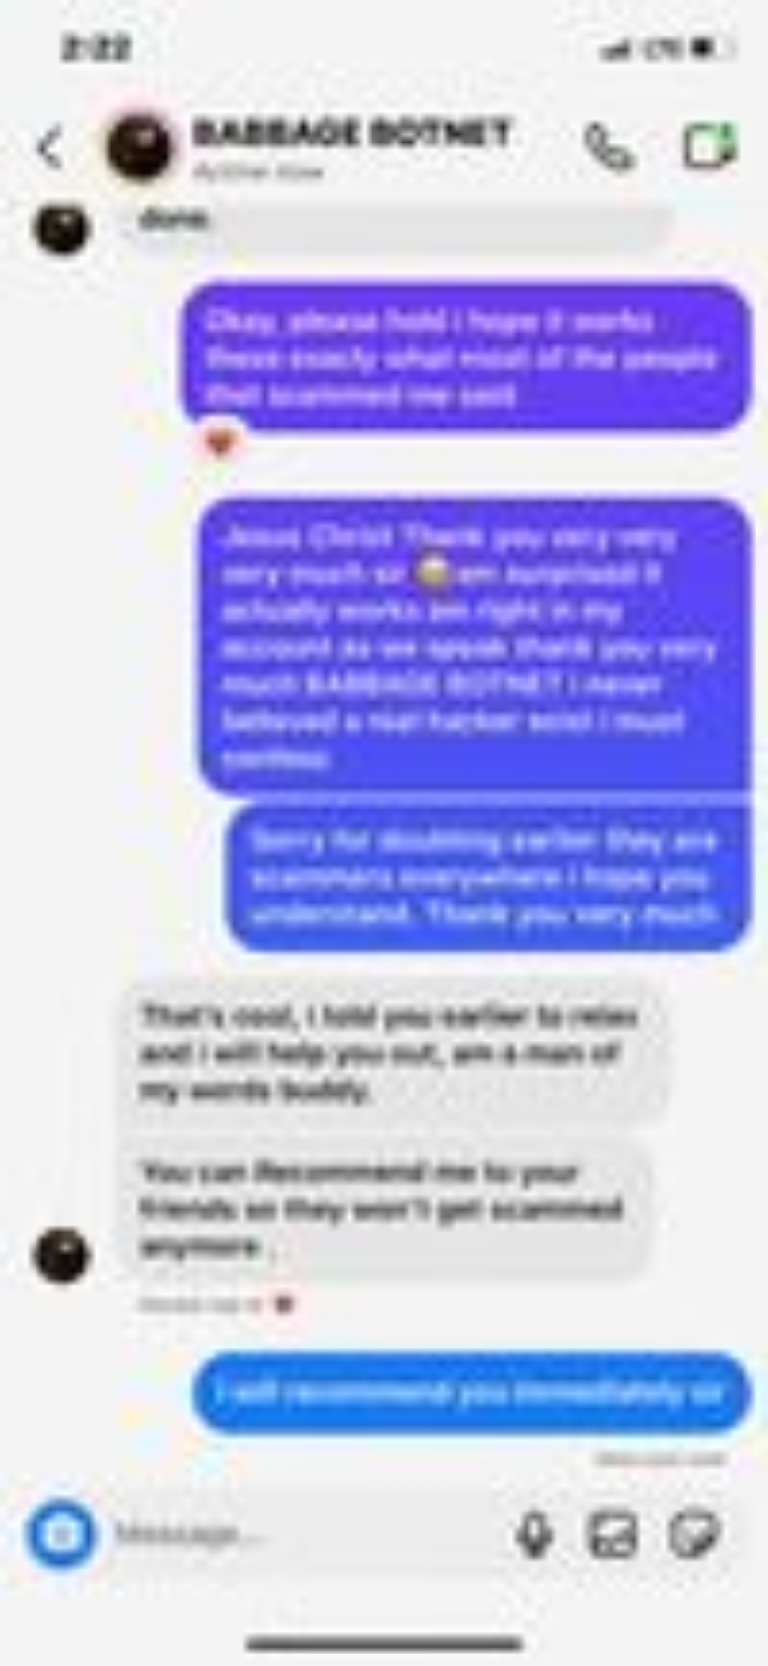 2:22
LTE
BABBAGE BOTNET
Active now
done.
Okay, please hold i hope it works
these exactly what most of the people
that scammed me said
Jesus Christ Thank you very very
very much sir am surprised it
actually works am right in my
account as we speak thank you very
much BABBAGE BOTNET i never
believed a real hacker exist i must
confess
Sorry for doubting earlier they are
scammers everywhere i hope you
understand. Thank you very much
That's cool, i told you earlier to relax
and i will help you out, am a man of
my words buddy.
You can Recommend me to your
friends so they won't get scammed
anymore .
I will recommend you immediately sir
Message...